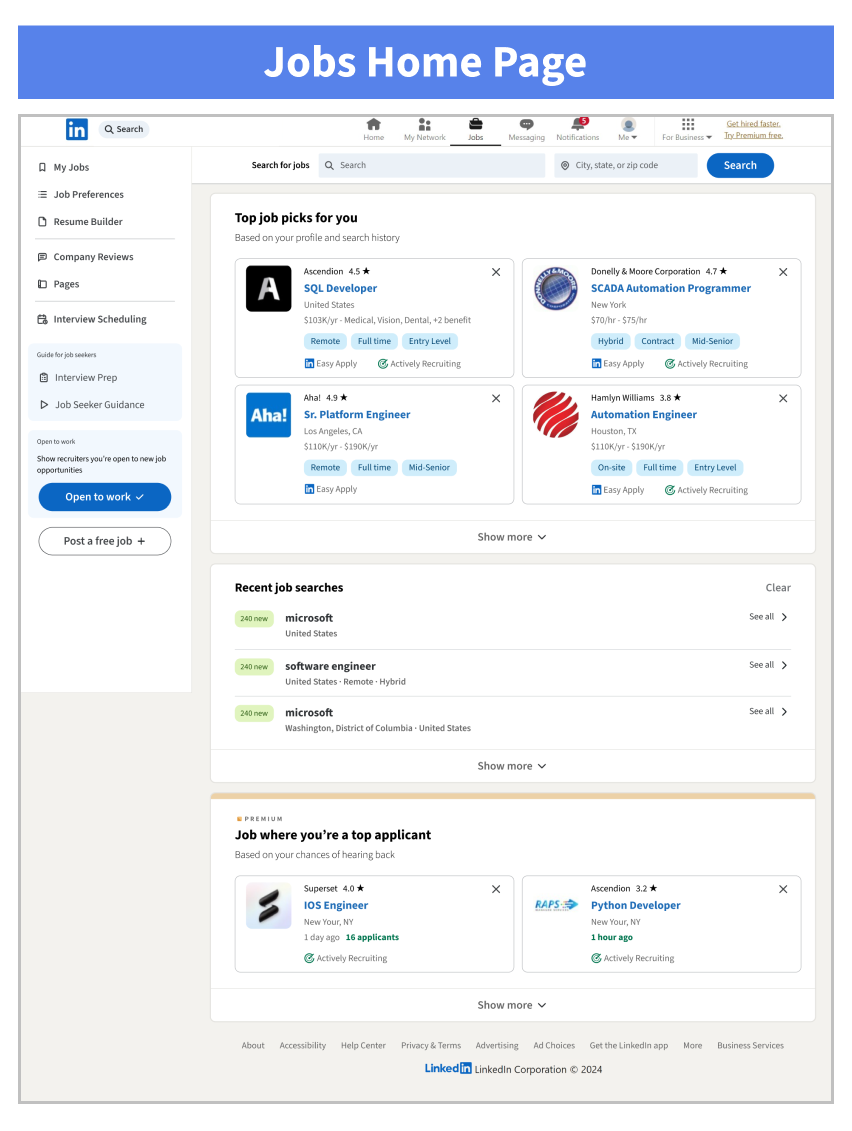 Jobs Home Page
in Search
Home My Network Jobs Messaging 5 Notifications Me For Business Get hired faster.
Try Premium free.
Search for jobs Search City, state, or zip code Search
My Jobs
Job Preferences
Resume Builder
Company Reviews
Pages
Interview Scheduling
Guide for job seekers
Interview Prep
Job Seeker Guidance
Open to work
Show recruiters you're open to new job
opportunities
Open to work
Post a free job +
Top job picks for you
Based on your profile and search history
A
Ascendion 4.5 ★
SQL Developer
United States
$103K/yr - Medical, Vision, Dental, +2 benefit
Remote Full time Entry Level
in Easy Apply Actively Recruiting
DONNELLY & MOORE
Donelly & Moore Corporation 4.7 ★
SCADA Automation Programmer
New York
$70/hr - $75/hr
Hybrid Contract Mid-Senior
in Easy Apply Actively Recruiting
Aha!
Aha! 4.9 ★
Sr. Platform Engineer
Los Angeles, CA
$110K/yr - $190K/yr
Remote Full time Mid-Senior
in Easy Apply
Hamlyn Williams 3.8 ★
Automation Engineer
Houston, TX
$110K/yr - $190K/yr
On-site Full time Entry Level
in Easy Apply Actively Recruiting
Show more
Recent job searches Clear
240 new microsoft See all
United States
240 new software engineer See all
United States · Remote · Hybrid
240 new microsoft See all
Washington, District of Columbia · United States
Show more
PREMIUM
Job where you're a top applicant
Based on your chances of hearing back
Superset 4.0 ★
IOS Engineer
New Your, NY
1 day ago 16 applicants
Actively Recruiting
RAPS
Ascendion 3.2 ★
Python Developer
New Your, NY
1 hour ago
Actively Recruiting
Show more
About Accessibility Help Center Privacy & Terms Advertising Ad Choices Get the LinkedIn app More Business Services
Linkedin LinkedIn Corporation © 2024